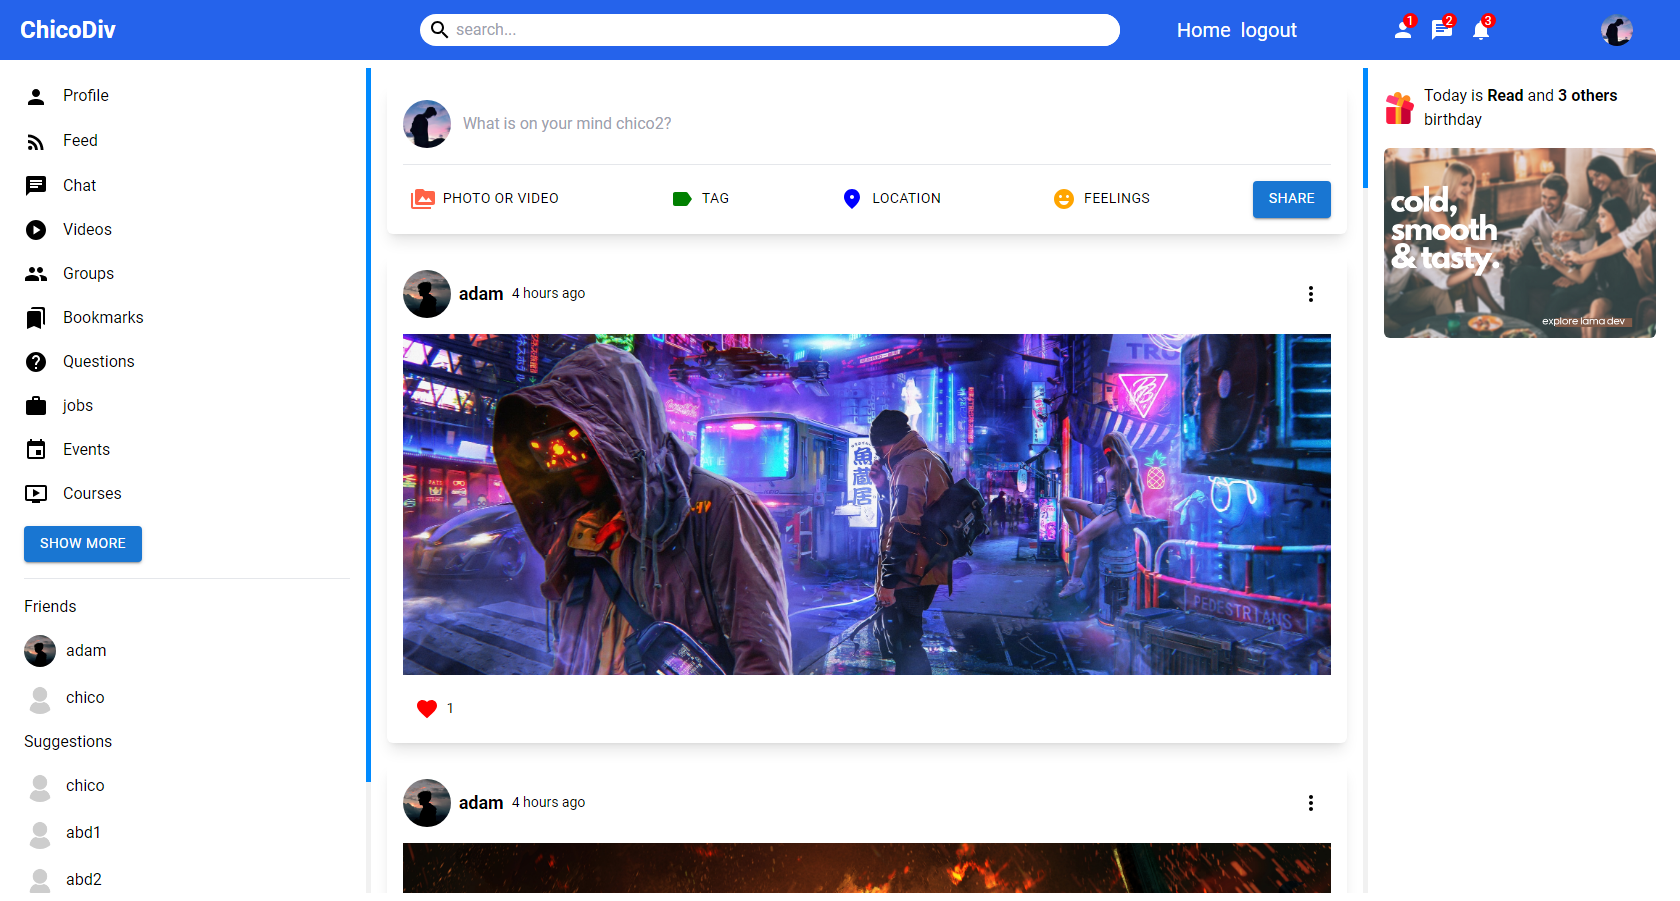 ChicoDiv
search...
Home logout
1
2
3
Profile
Feed
Chat
Videos
Groups
Bookmarks
Questions
jobs
Events
Courses
SHOW MORE
Friends
adam
chico
Suggestions
chico
abd1
abd2
What is on your mind chico2?
PHOTO OR VIDEO
TAG
LOCATION
FEELINGS
SHARE
adam 4 hours ago
TRC
魚
蔵
居
PEDESTRIANS
1
adam 4 hours ago
Today is Read and 3 others
birthday
cold,
smooth
& tasty.
explore lama dev